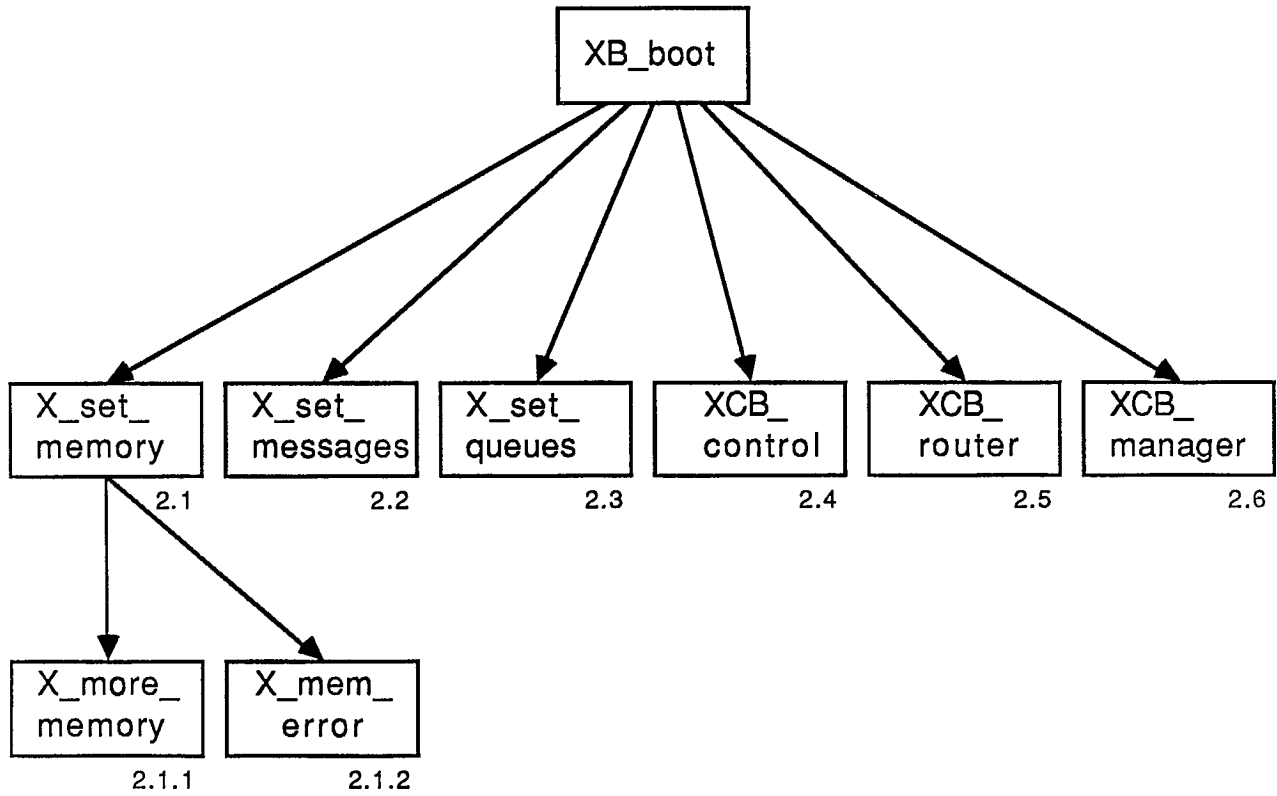 XB_boot
X_set_
memory
2.1
X_set_
messages
2.2
X_set_
queues
2.3
XCB_
control
2.4
XCB_
router
2.5
XCB_
manager
2.6
X_more_
memory
2.1.1
X_mem_
error
2.1.2